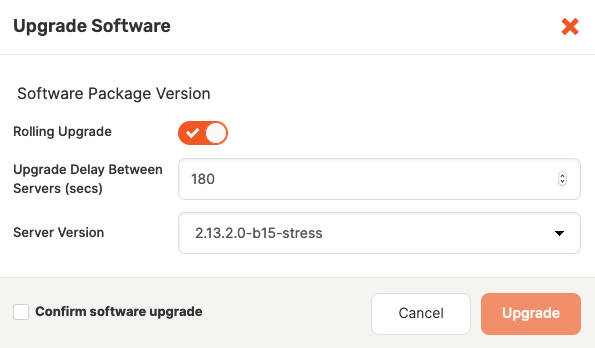 Upgrade Software
Software Package Version
Rolling Upgrade
Upgrade Delay Between
Servers (secs)
180
Server Version
2.13.2.0-b15-stress
Confirm software upgrade
Cancel
Upgrade